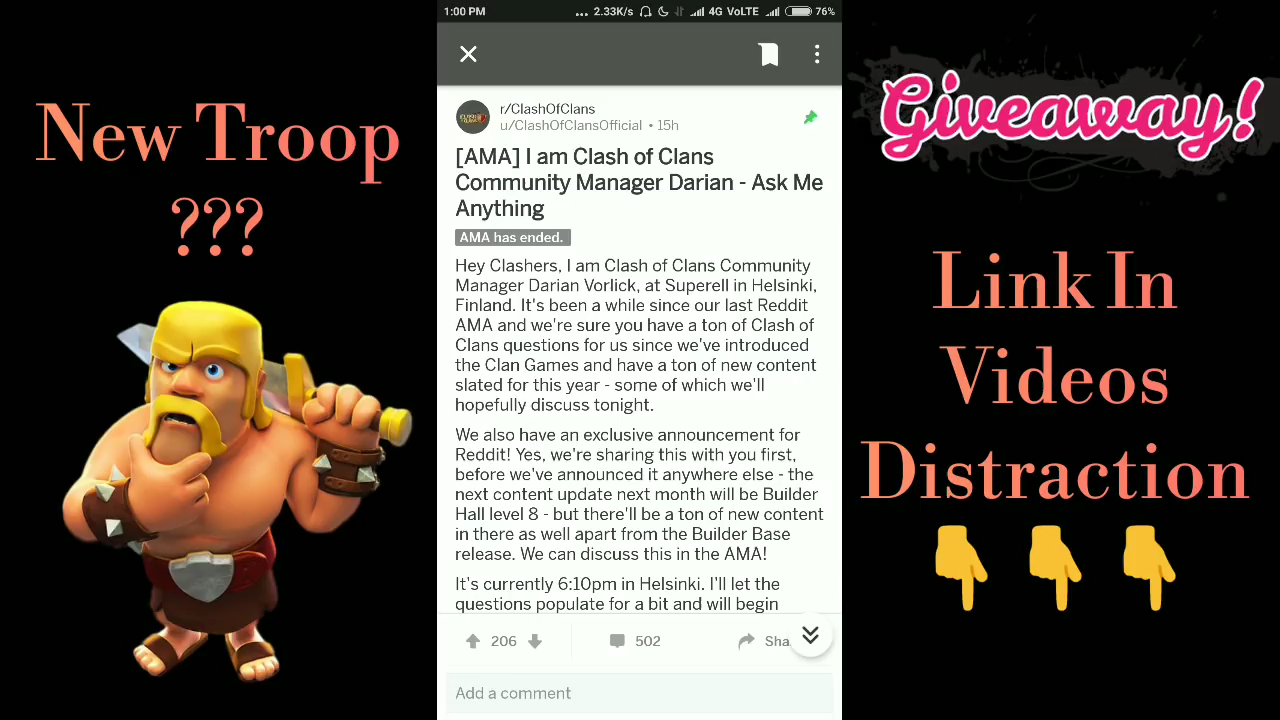 New Troop
???
1:00 PM
... 2.33K/s 4G VoLTE 76%
r/ClashOfClans
u/ClashOfClansOfficial • 15h
[AMA] I am Clash of Clans
Community Manager Darian - Ask Me
Anything
AMA has ended.
Hey Clashers, I am Clash of Clans Community
Manager Darian Vorlick, at Superell in Helsinki,
Finland. It's been a while since our last Reddit
AMA and we're sure you have a ton of Clash of
Clans questions for us since we've introduced
the Clan Games and have a ton of new content
slated for this year - some of which we'll
hopefully discuss tonight.
We also have an exclusive announcement for
Reddit! Yes, we're sharing this with you first,
before we've announced it anywhere else - the
next content update next month will be Builder
Hall level 8 - but there'll be a ton of new content
in there as well apart from the Builder Base
release. We can discuss this in the AMA!
It's currently 6:10pm in Helsinki. I'll let the
questions populate for a bit and will begin
206 502 Sha
Add a comment
Giveaway!
Link In
Videos
Distraction
👇 👇 👇